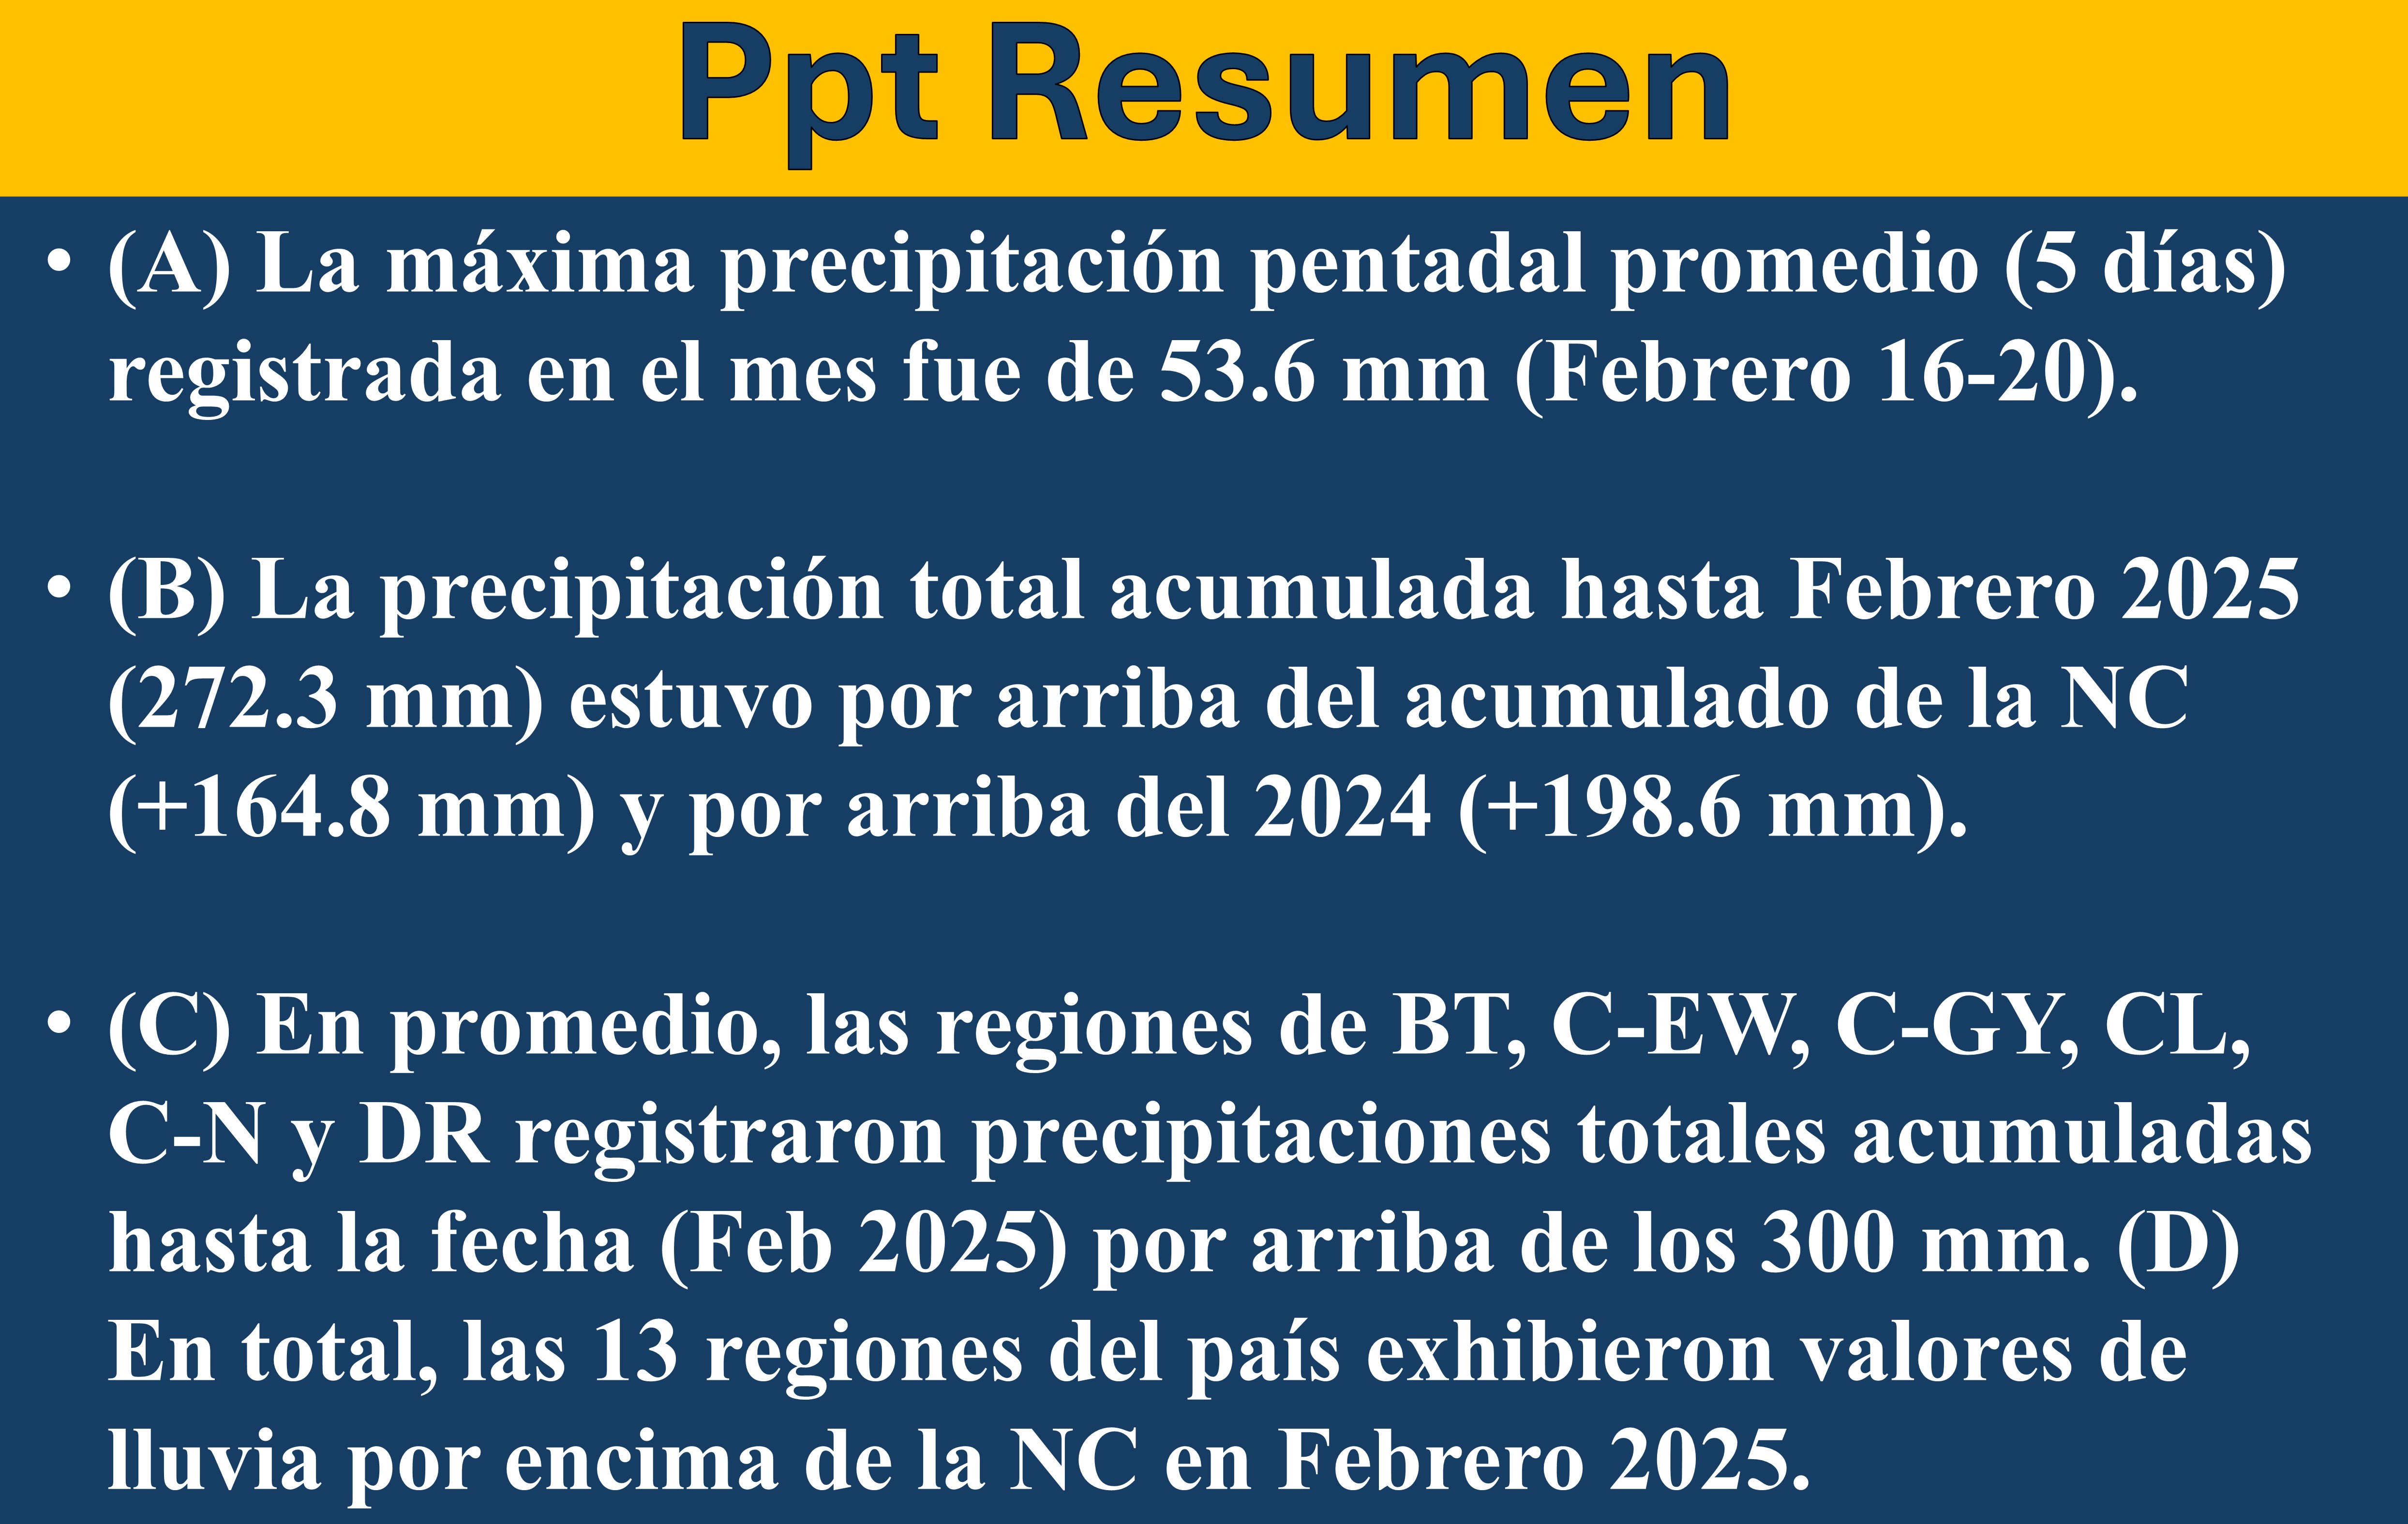 Ppt Resumen
• (A) La máxima precipitación pentadal promedio (5 días)
registrada en el mes fue de 53.6 mm (Febrero 16-20).
• (B) La precipitación total acumulada hasta Febrero 2025
(272.3 mm) estuvo por arriba del acumulado de la NC
(+164.8 mm) y por arriba del 2024 (+198.6 mm).
• (C) En promedio, las regiones de BT, C-EW, C-GY, CL,
C-N y DR registraron precipitaciones totales acumuladas
hasta la fecha (Feb 2025) por arriba de los 300 mm. (D)
En total, las 13 regiones del país exhibieron valores de
lluvia por encima de la NC en Febrero 2025.